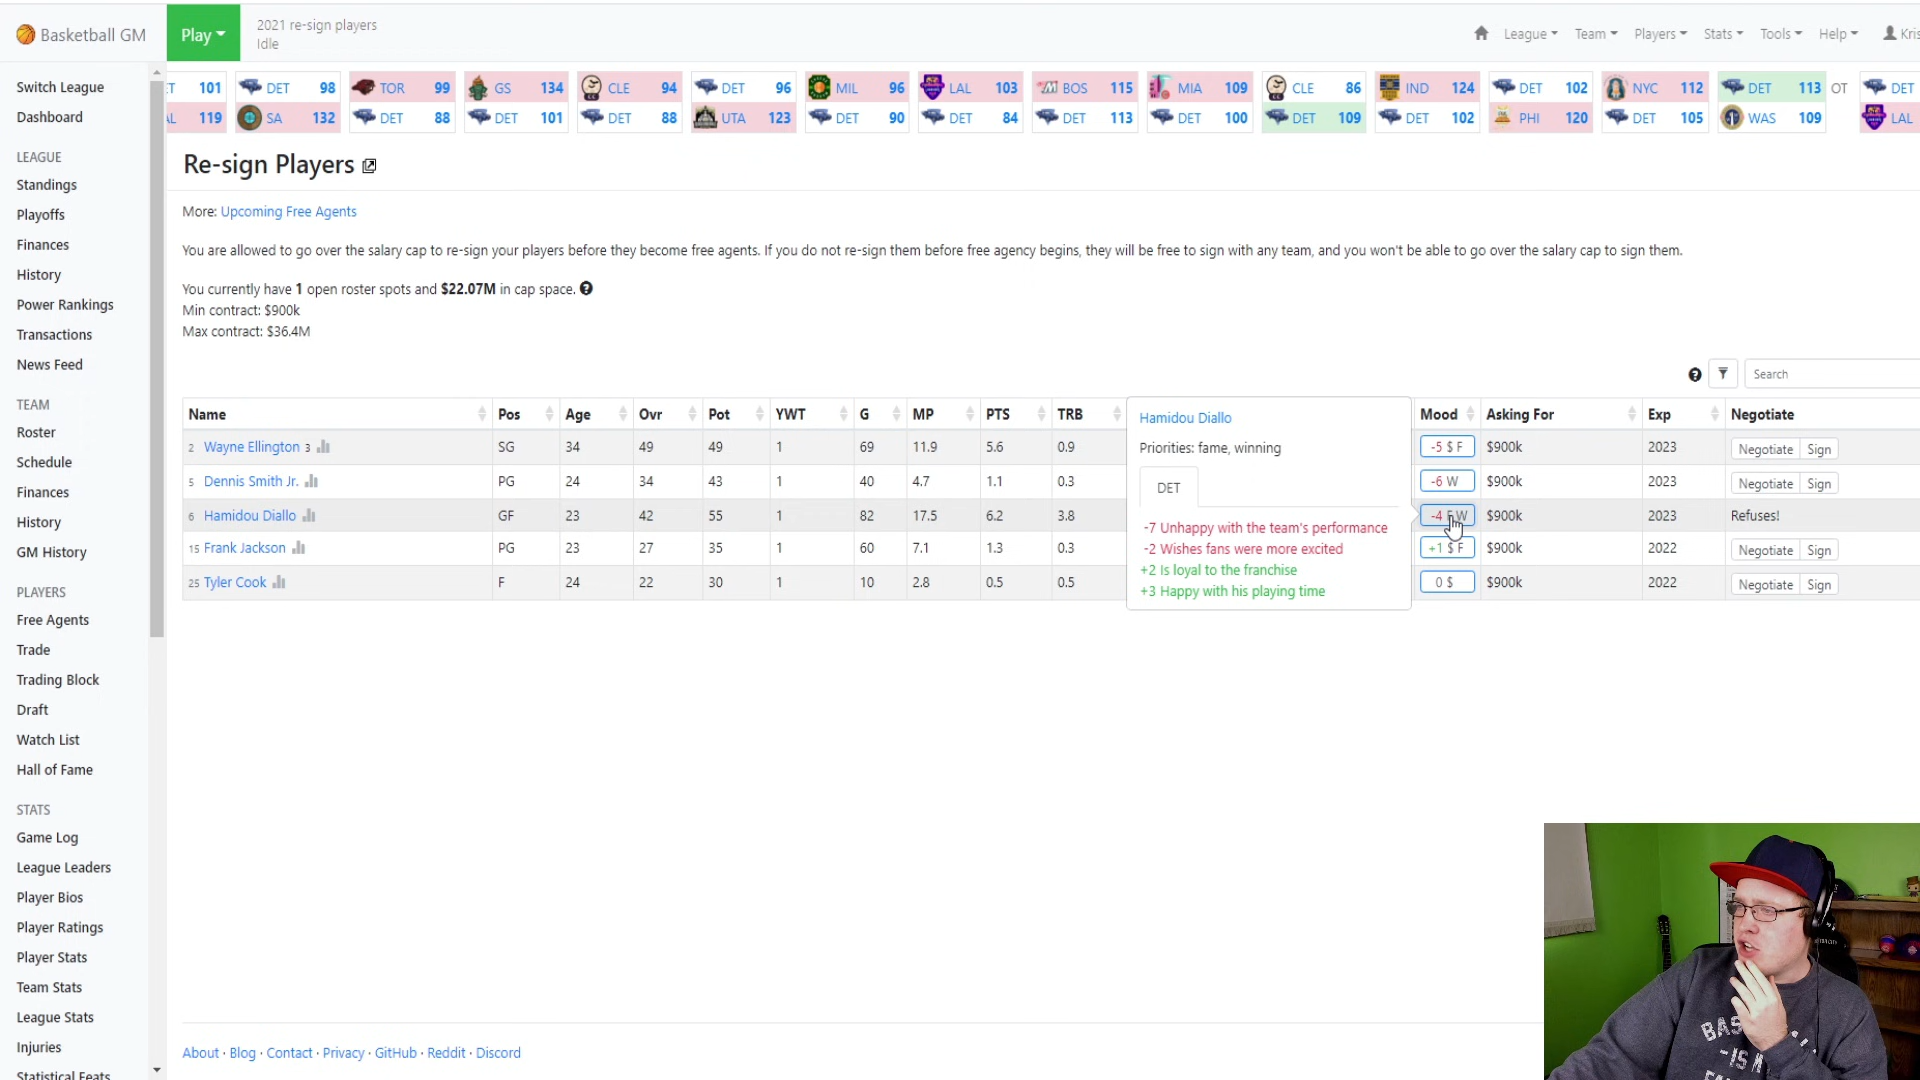 Basketball GM
Play
2021 re-sign players
Idle
League Team Players Stats Tools Help Kris
101
119
DET 98
SA 132
TOR 99
DET 88
GS 134
DET 101
CLE 94
DET 88
DET 96
UTA 123
MIL 96
DET 90
LAL 103
DET 84
BOS 115
DET 113
MIA 109
DET 100
CLE 86
DET 109
IND 124
DET 102
DET 102
PHI 120
NYC 112
DET 105
DET 113 OT
WAS 109
DET
LAL
Switch League
Dashboard
LEAGUE
Standings
Playoffs
Finances
History
Power Rankings
Transactions
News Feed
TEAM
Roster
Schedule
Finances
History
GM History
PLAYERS
Free Agents
Trade
Trading Block
Draft
Watch List
Hall of Fame
STATS
Game Log
League Leaders
Player Bios
Player Ratings
Player Stats
Team Stats
League Stats
Injuries
Statistical Feats
Re-sign Players
More: Upcoming Free Agents
You are allowed to go over the salary cap to re-sign your players before they become free agents. If you do not re-sign them before free agency begins, they will be free to sign with any team, and you won't be able to go over the salary cap to sign them.
You currently have 1 open roster spots and $22.07M in cap space. ?
Min contract: $900k
Max contract: $36.4M
? Search
Name Pos Age Ovr Pot YWT G MP PTS TRB Mood Asking For Exp Negotiate
2 Wayne Ellington 3 SG 34 49 49 1 69 11.9 5.6 0.9 -5 $ F $900k 2023 Negotiate Sign
5 Dennis Smith Jr. PG 24 34 43 1 40 4.7 1.1 0.3 -6 W $900k 2023 Negotiate Sign
6 Hamidou Diallo GF 23 42 55 1 82 17.5 6.2 3.8 -4 F W $900k 2023 Refuses!
15 Frank Jackson PG 23 27 35 1 60 7.1 1.3 0.3 +1 $ F $900k 2022 Negotiate Sign
25 Tyler Cook F 24 22 30 1 10 2.8 0.5 0.5 0 $ $900k 2022 Negotiate Sign
Hamidou Diallo
Priorities: fame, winning
DET
-7 Unhappy with the team's performance
-2 Wishes fans were more excited
+2 Is loyal to the franchise
+3 Happy with his playing time
About · Blog · Contact · Privacy · GitHub · Reddit · Discord